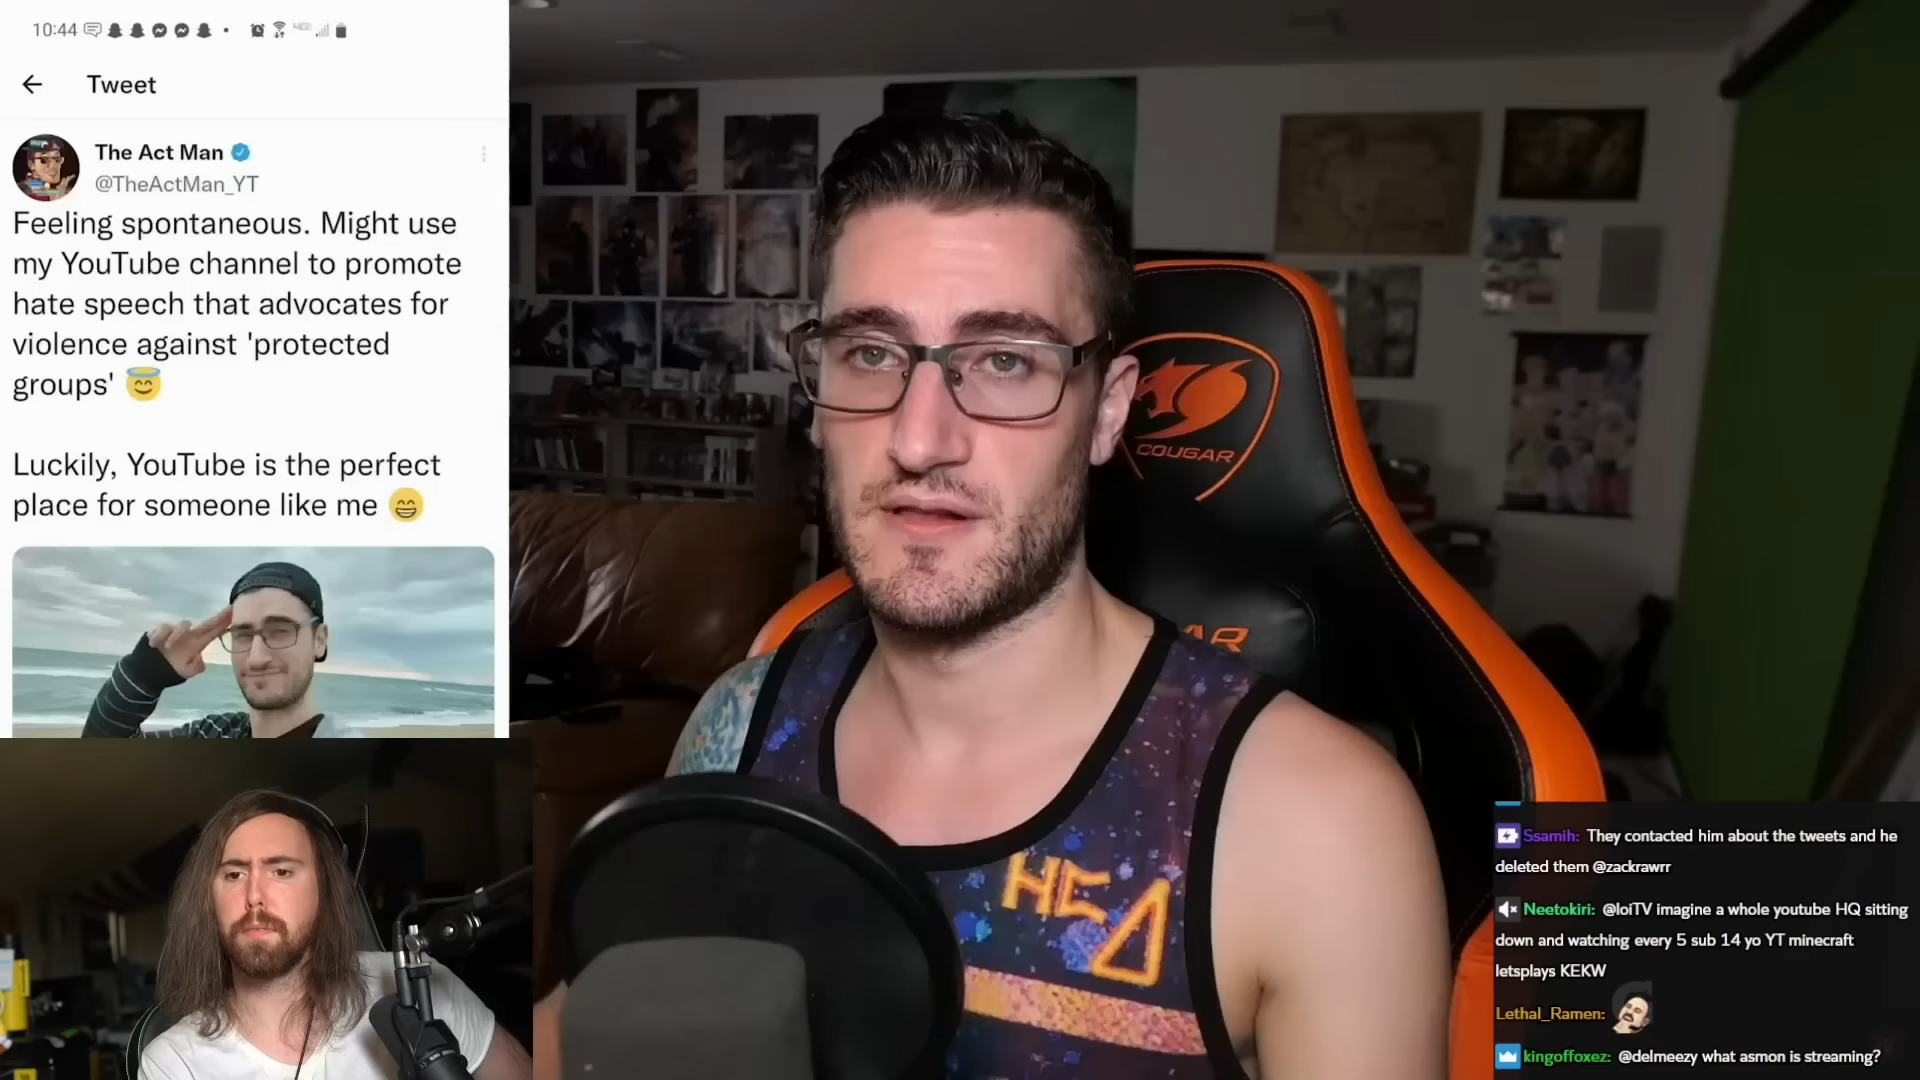 10:44
Tweet
The Act Man
@TheActMan_YT
Feeling spontaneous. Might use
my YouTube channel to promote
hate speech that advocates for
violence against 'protected
groups' 😇
Luckily, YouTube is the perfect
place for someone like me 😁
COUGAR
AR
Ssamih: They contacted him about the tweets and he
deleted them @zackrawrr
Neetokiri: @loiTV imagine a whole youtube HQ sitting
down and watching every 5 sub 14 yo YT minecraft
letsplays KEKW
Lethal_Ramen:
kingoffoxez: @delmeezy what asmon is streaming?